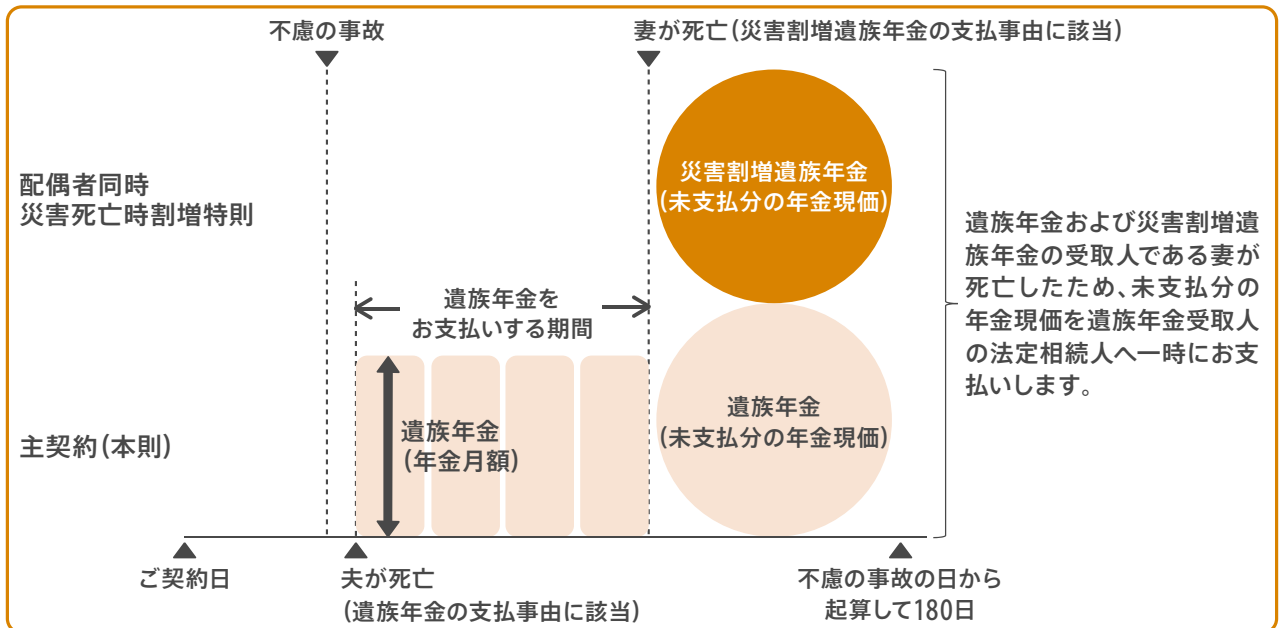 不慮の事故
妻が死亡(災害割増遺族年金の支払事由に該当)
配偶者同時
災害死亡時割増特則
災害割増遺族年金
(未支払分の年金現価)
遺族年金を
お支払いする期間
遺族年金および災害割増遺
族年金の受取人である妻が
死亡したため、未支払分の
年金現価を遺族年金受取人
の法定相続人へ一時にお支
払いします。
主契約(本則)
遺族年金
(年金月額)
遺族年金
(未支払分の年金現価)
ご契約日
夫が死亡
(遺族年金の支払事由に該当)
不慮の事故の日から
起算して180日